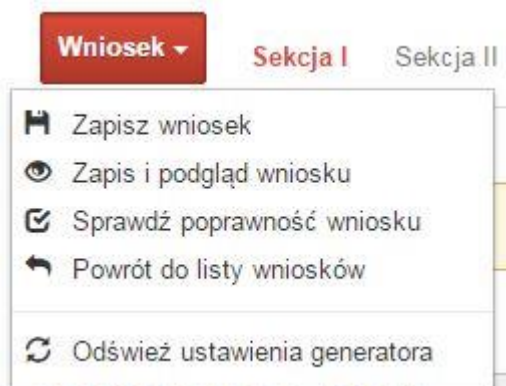 Wniosek
Sekcja I
Sekcja II
Zapisz wniosek
Zapis i podgląd wniosku
Sprawdź poprawność wniosku
Powrót do listy wniosków
Odśwież ustawienia generatora